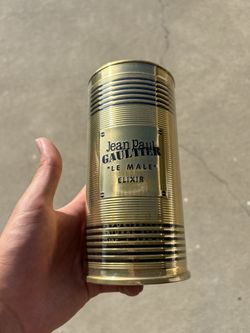 Jean Paul
GAULTIER
"LE MALE"
ELIXIR